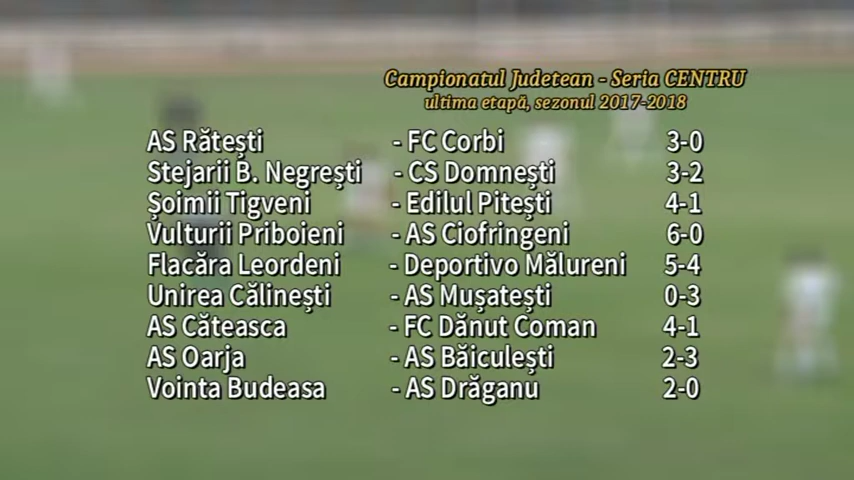 Campionatul Judetean - Seria CENTRU
ultima etapă, sezonul 2017-2018
AS Rătești - FC Corbi 3-0
Stejarii B. Negrești - CS Domnești 3-2
Șoimii Tigveni - Edilul Pitești 4-1
Vulturii Priboieni - AS Ciofringeni 6-0
Flacăra Leordeni - Deportivo Mălureni 5-4
Unirea Călinești - AS Mușatești 0-3
AS Căteasca - FC Dănut Coman 4-1
AS Oarja - AS Băiculești 2-3
Vointa Budeasa - AS Drăganu 2-0